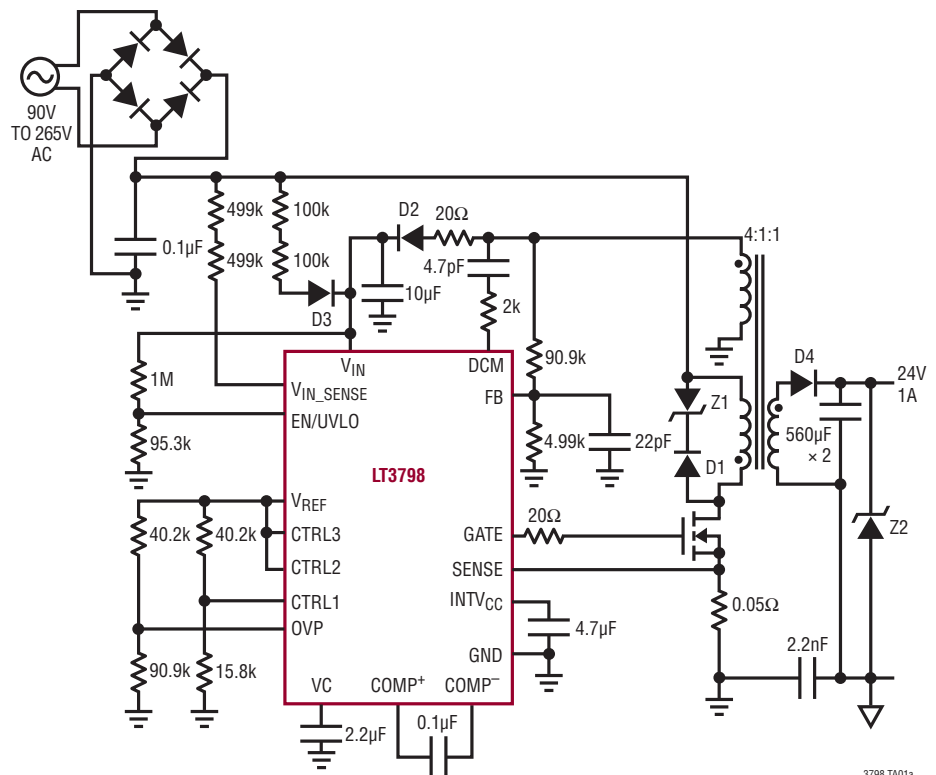 90V
TO 265V
AC
0.1µF
499k
499k
100k
100k
D3
D2
20Ω
10µF
4.7pF
2k
4:1:1
90.9k
4.99k
22pF
Z1
D1
D4
24V
1A
560µF
× 2
Z2
1M
95.3k
VIN
DCM
VIN_SENSE
EN/UVLO
FB
LT3798
VREF
CTRL3
CTRL2
CTRL1
OVP
40.2k
40.2k
90.9k
15.8k
GATE
20Ω
SENSE
INTVCC
4.7µF
GND
0.05Ω
2.2nF
VC
COMP+
COMP–
2.2µF
0.1µF
3798 TA01a